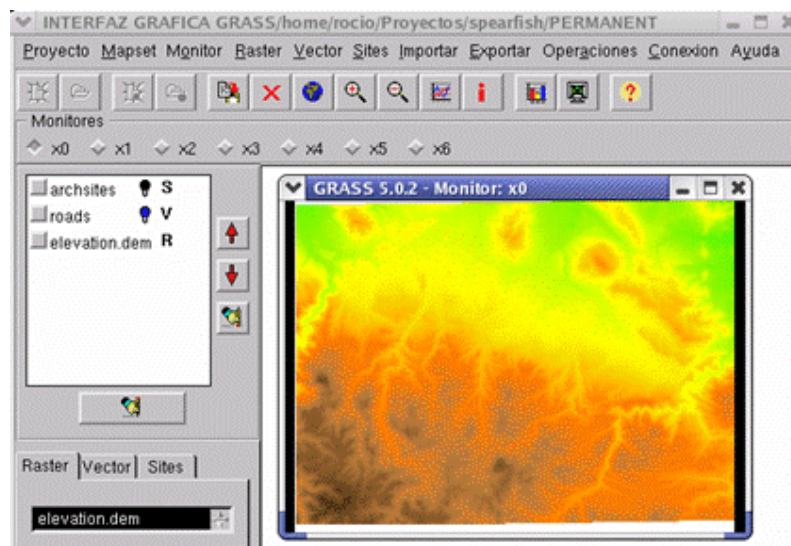 INTERFAZ GRAFICA GRASS/home/rocio/Proyectos/spearfish/PERMANENT
Proyecto Mapset Monitor Raster Vector Sites Importar Exportar Operaciones Conexion Ayuda
Monitores
x0 x1 x2 x3 x4 x5 x6
archsites S
roads V
elevation.dem R
GRASS 5.0.2 - Monitor: x0
Raster Vector Sites
elevation.dem